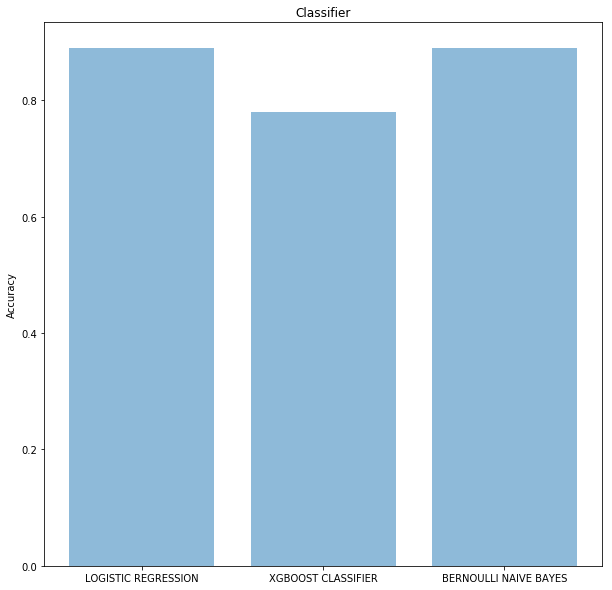 Classifier
Accuracy
0.8
0.6
0.4
0.2
0.0
LOGISTIC REGRESSION XGBOOST CLASSIFIER BERNOULLI NAIVE BAYES